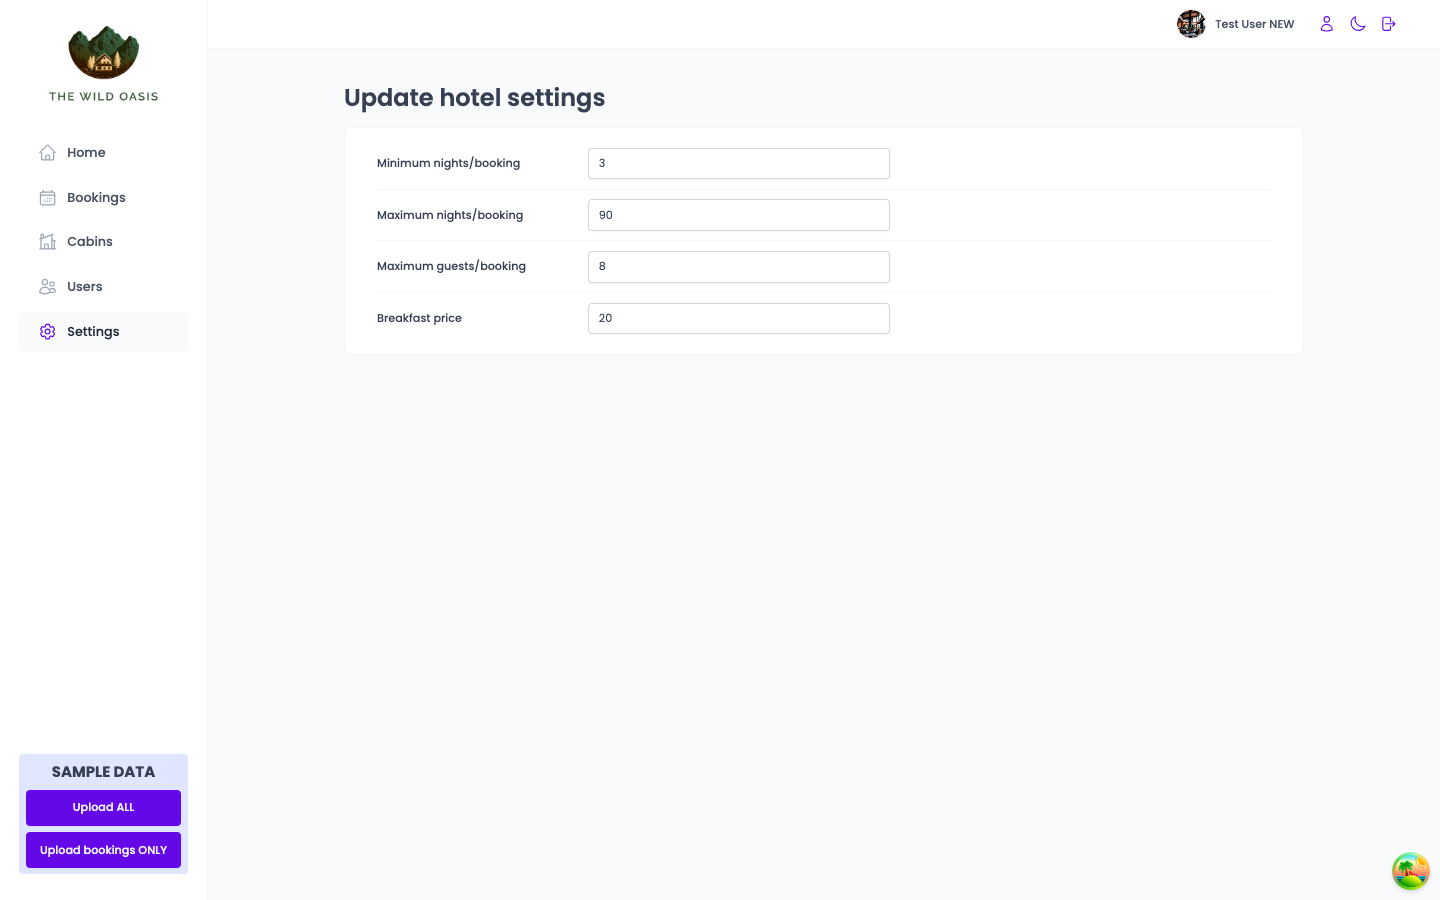 THE WILD OASIS
Home
Bookings
Cabins
Users
Settings
SAMPLE DATA
Upload ALL
Upload bookings ONLY
Test User NEW
Update hotel settings
Minimum nights/booking
3
Maximum nights/booking
90
Maximum guests/booking
8
Breakfast price
20